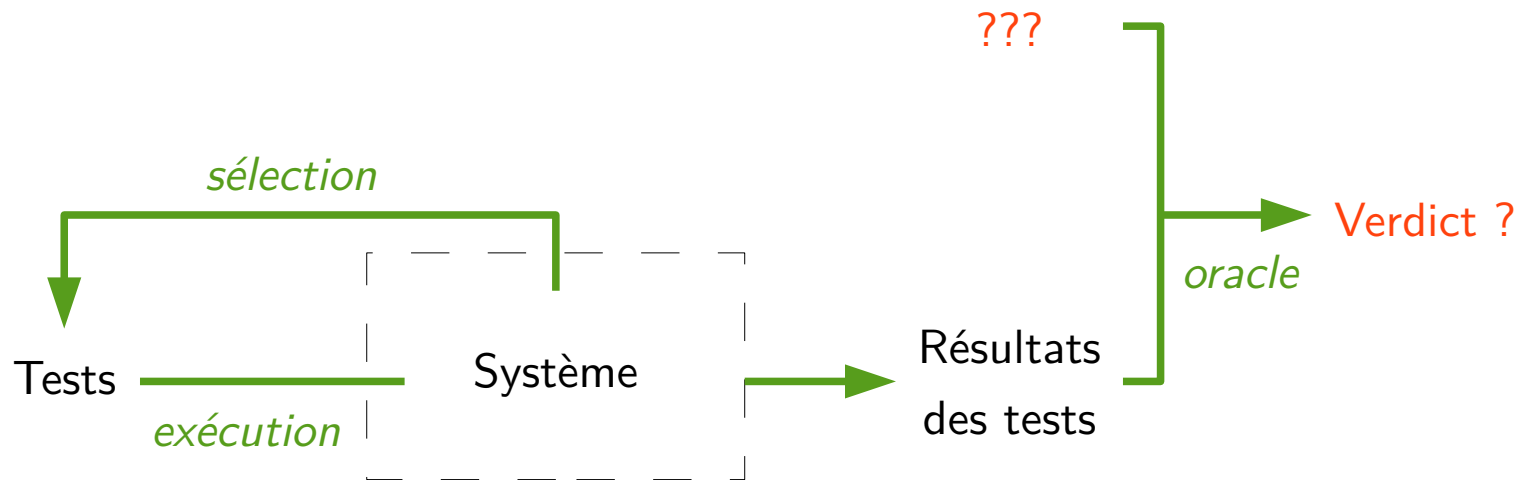 ???
sélection
Verdict ?
oracle
Résultats
Tests
Système
des tests
exécution